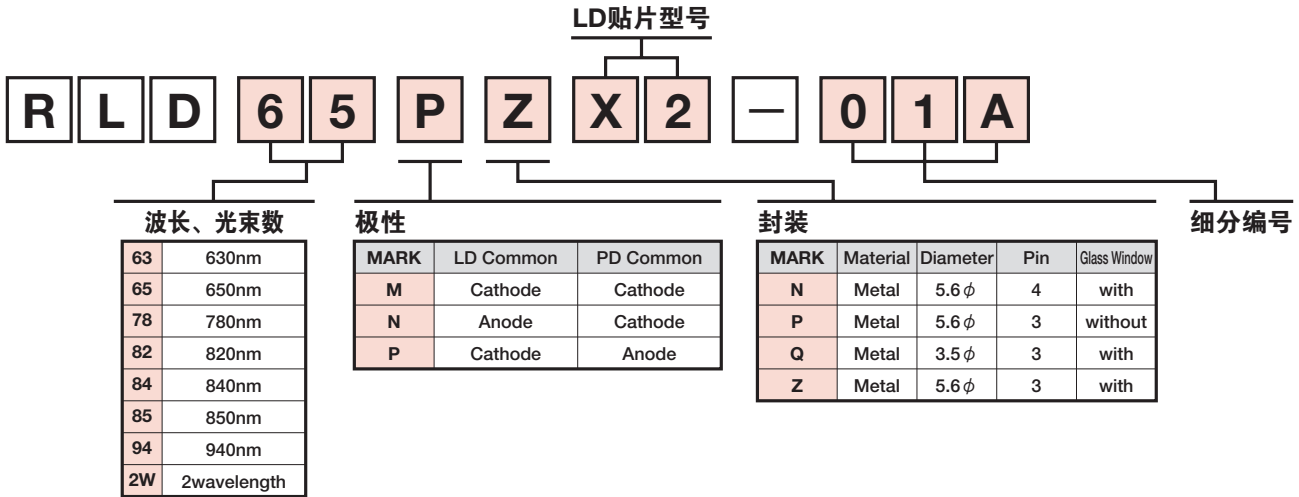 LD贴片型号
R L D 6 5 P Z X 2 － 0 1 A
波长、光束数
63 630nm
65 650nm
78 780nm
82 820nm
84 840nm
85 850nm
94 940nm
2W 2wavelength
极性
MARK LD Common PD Common
M Cathode Cathode
N Anode Cathode
P Cathode Anode
封装
MARK Material Diameter Pin Glass Window
N Metal 5.6φ 4 with
P Metal 5.6φ 3 without
Q Metal 3.5φ 3 with
Z Metal 5.6φ 3 with
细分编号